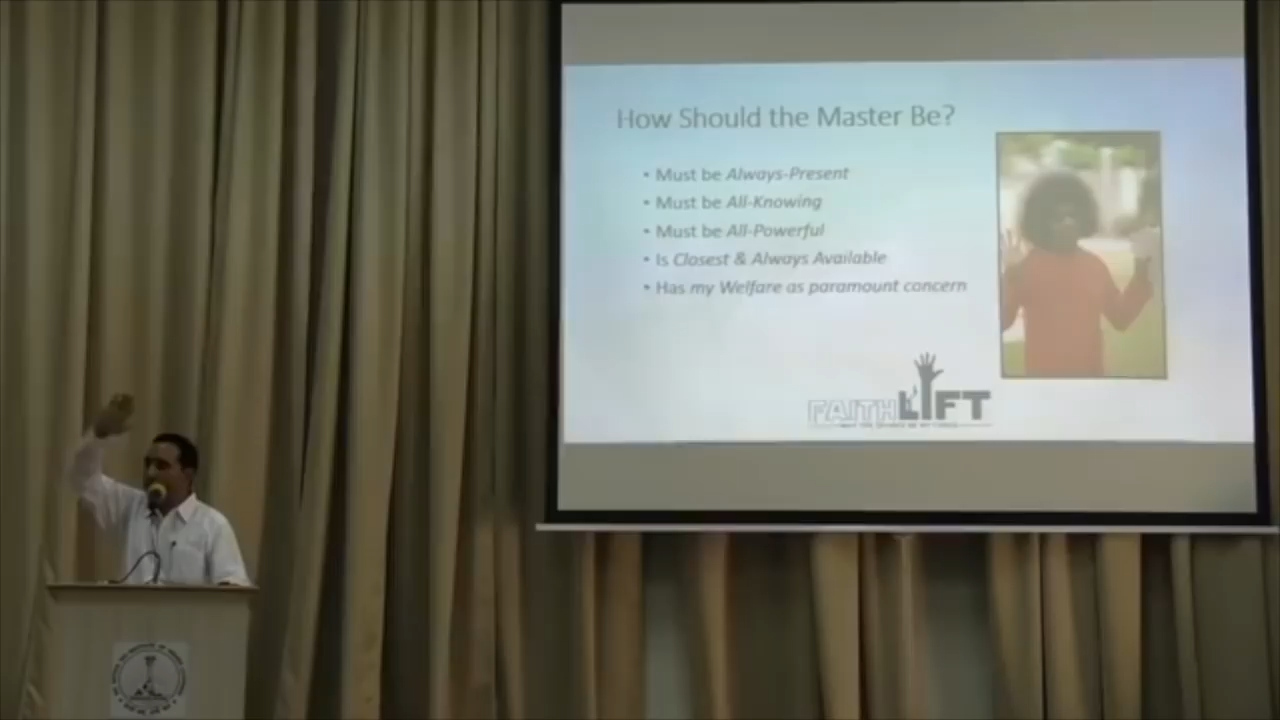 How Should the Master Be?
• Must be Always-Present
• Must be All-Knowing
• Must be All-Powerful
• Is Closest & Always Available
• Has my Welfare as paramount concern
FAITHLIFT